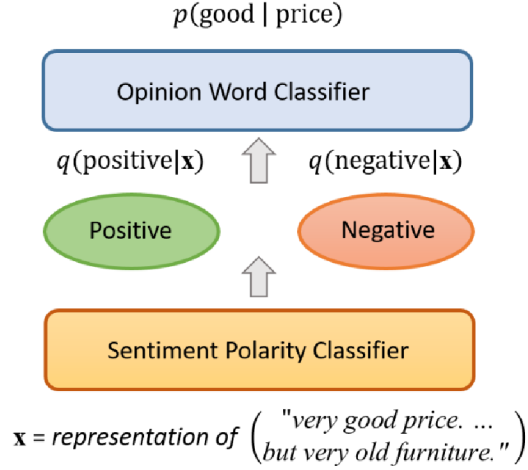 p(good | price)
Opinion Word Classifier
q(positive|x) q(negative|x)
Positive Negative
Sentiment Polarity Classifier
x = representation of ("very good price. ...
but very old furniture.")